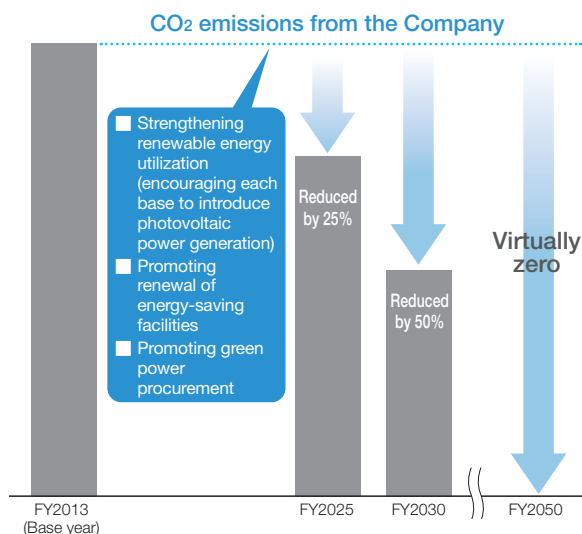 CO₂ emissions from the Company
■ Strengthening
renewable energy
utilization
(encouraging each
base to introduce
photovoltaic
power generation)
■ Promoting
renewal of
energy-saving
facilities
■ Promoting green
power
procurement
Reduced
by 25%
Reduced
by 50%
Virtually
zero
FY2013
(Base year)
FY2025
FY2030
FY2050